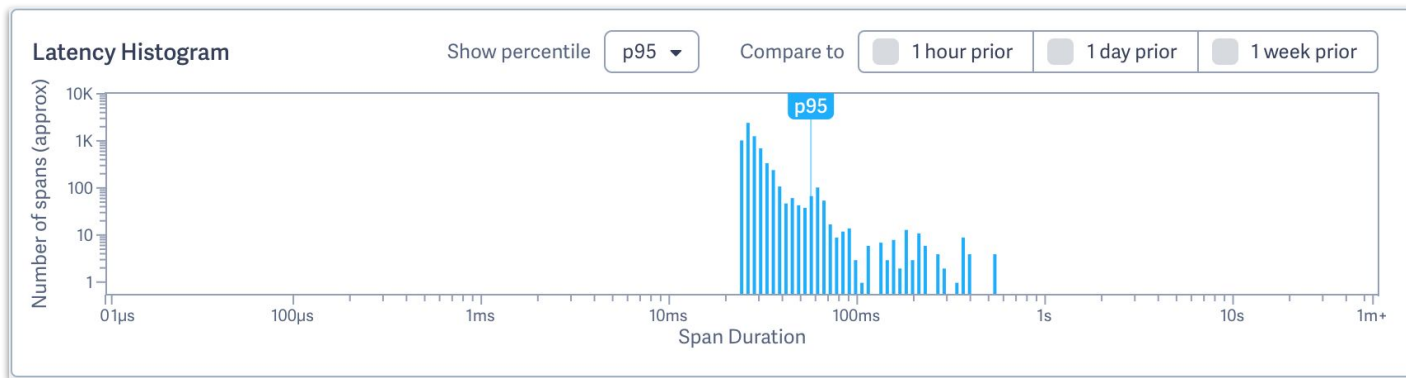 Latency Histogram
Show percentile p95 Compare to 1 hour prior 1 day prior 1 week prior
Number of spans (approx)
10K
1K
100
10
1
p95
01µs 100µs 1ms 10ms 100ms 1s 10s 1m+
Span Duration